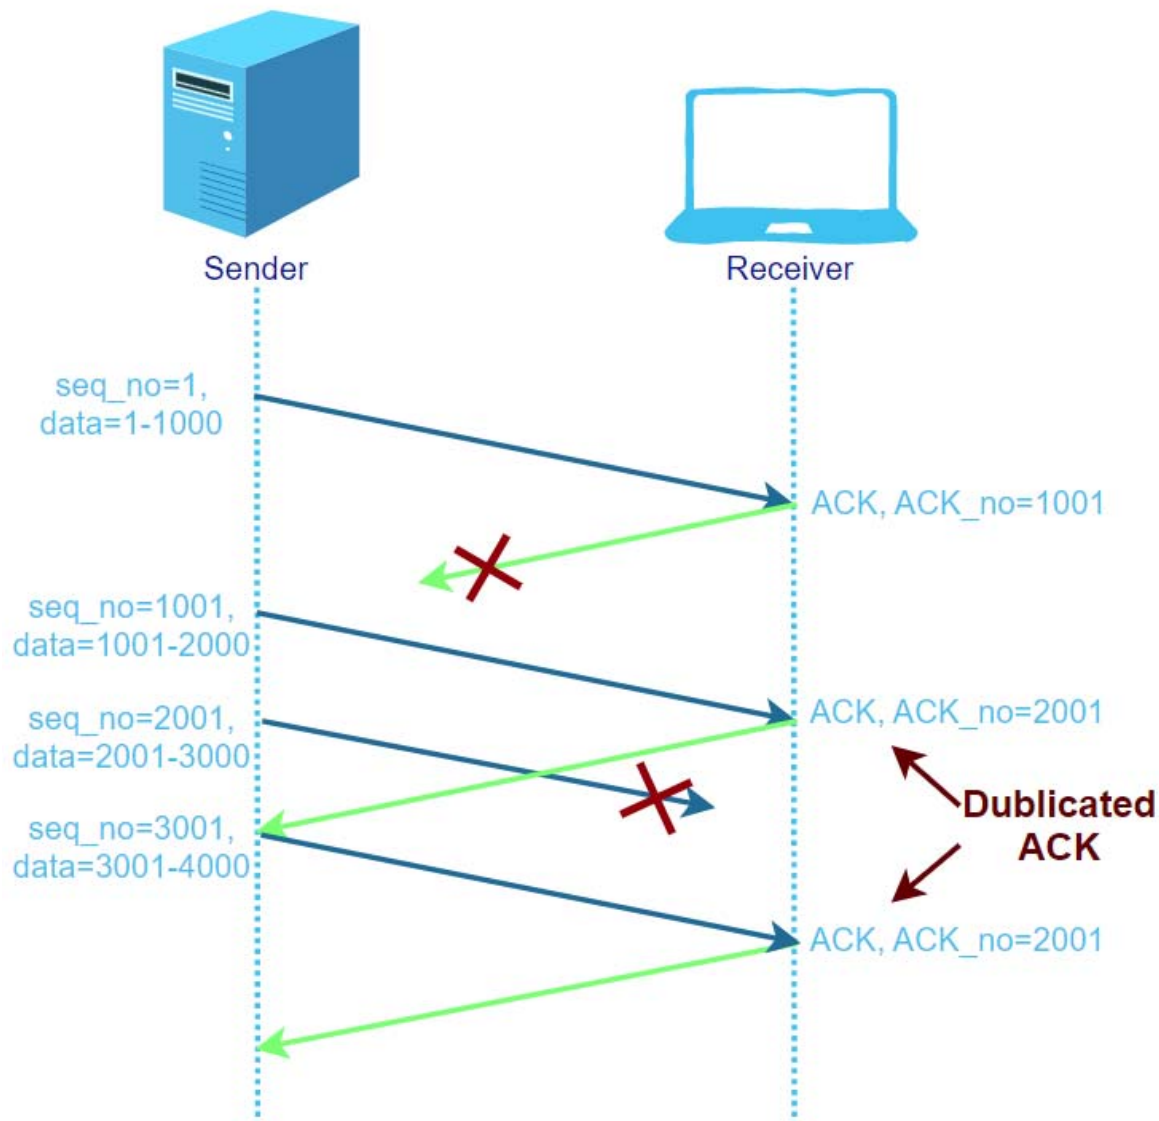 Sender
Receiver
seq_no=1,
data=1-1000
ACK, ACK_no=1001
seq_no=1001,
data=1001-2000
ACK, ACK_no=2001
seq_no=2001,
data=2001-3000
Dublicated
ACK
seq_no=3001,
data=3001-4000
ACK, ACK_no=2001